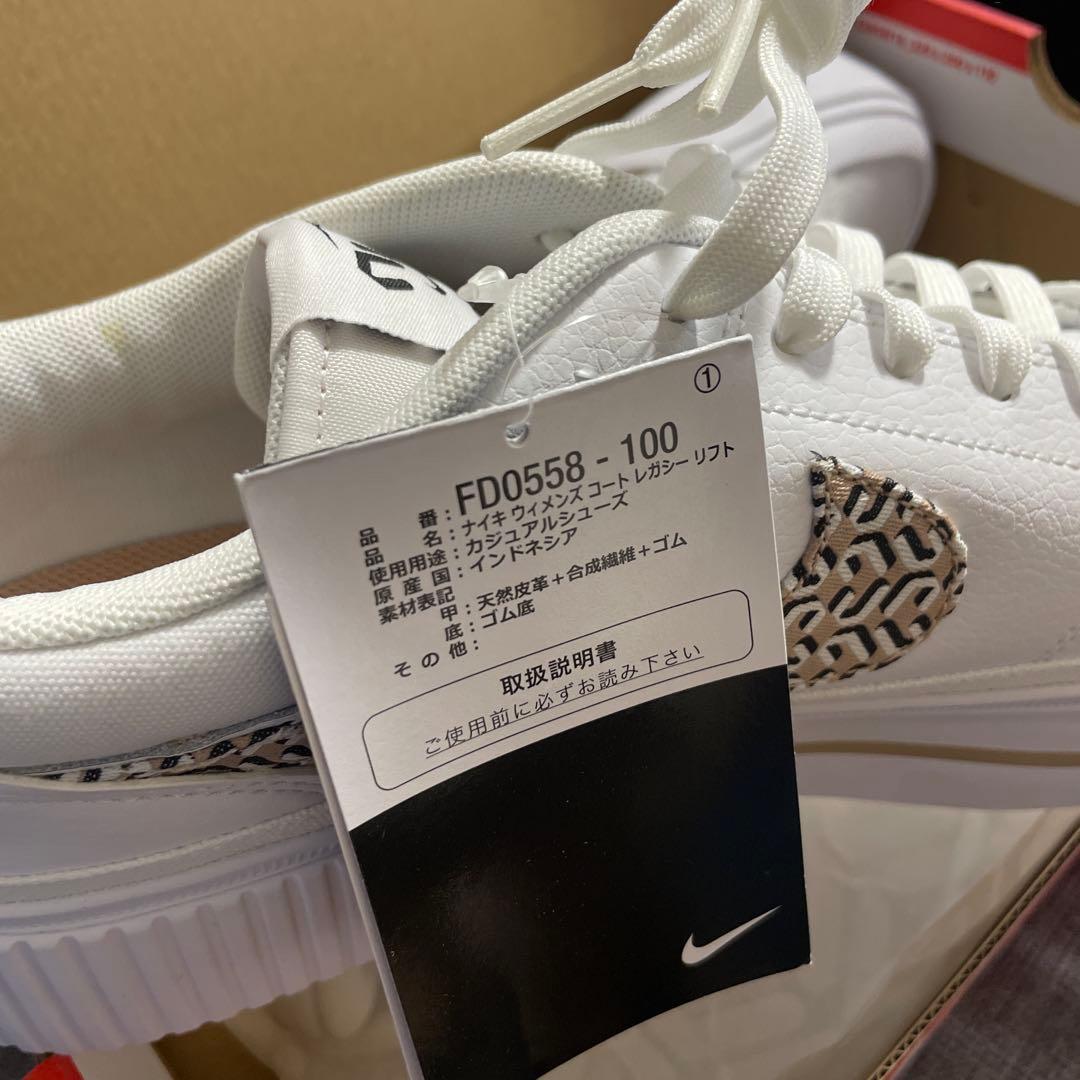 ①
品番：FD0558 - 100
品名：ナイキ ウィメンズ コート レガシー リフト
使用用途：カジュアルシューズ
原産国：インドネシア
素材表記
甲：天然皮革＋合成繊維＋ゴム
底：ゴム底
その他：
取扱説明書
ご使用前に必ずお読み下さい